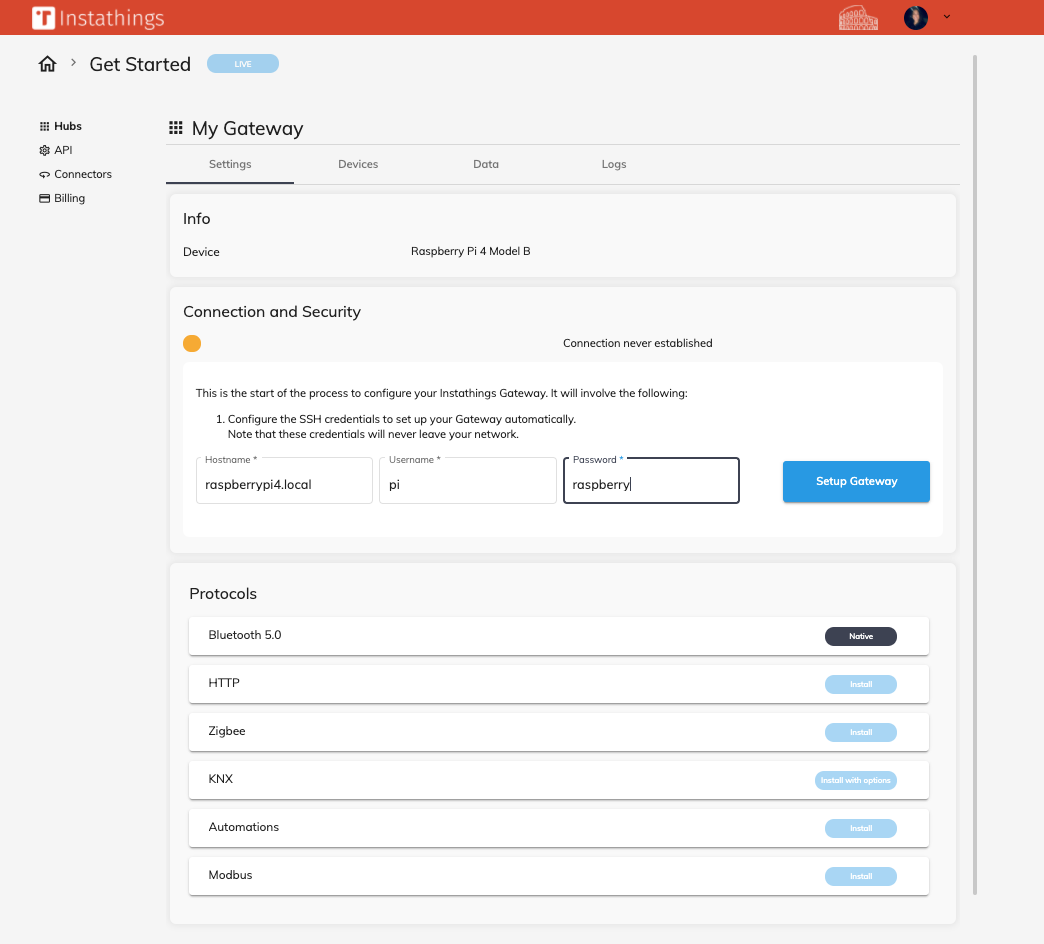 Instathings
Get Started
LIVE
Hubs
API
Connectors
Billing
My Gateway
Settings Devices Data Logs
Info
Device Raspberry Pi 4 Model B
Connection and Security
Connection never established
This is the start of the process to configure your Instathings Gateway. It will involve the following:
1. Configure the SSH credentials to set up your Gateway automatically.
Note that these credentials will never leave your network.
Hostname * Username * Password *
raspberrypi4.local pi raspberry
Setup Gateway
Protocols
Bluetooth 5.0 Native
HTTP Install
Zigbee Install
KNX Install with options
Automations Install
Modbus Install